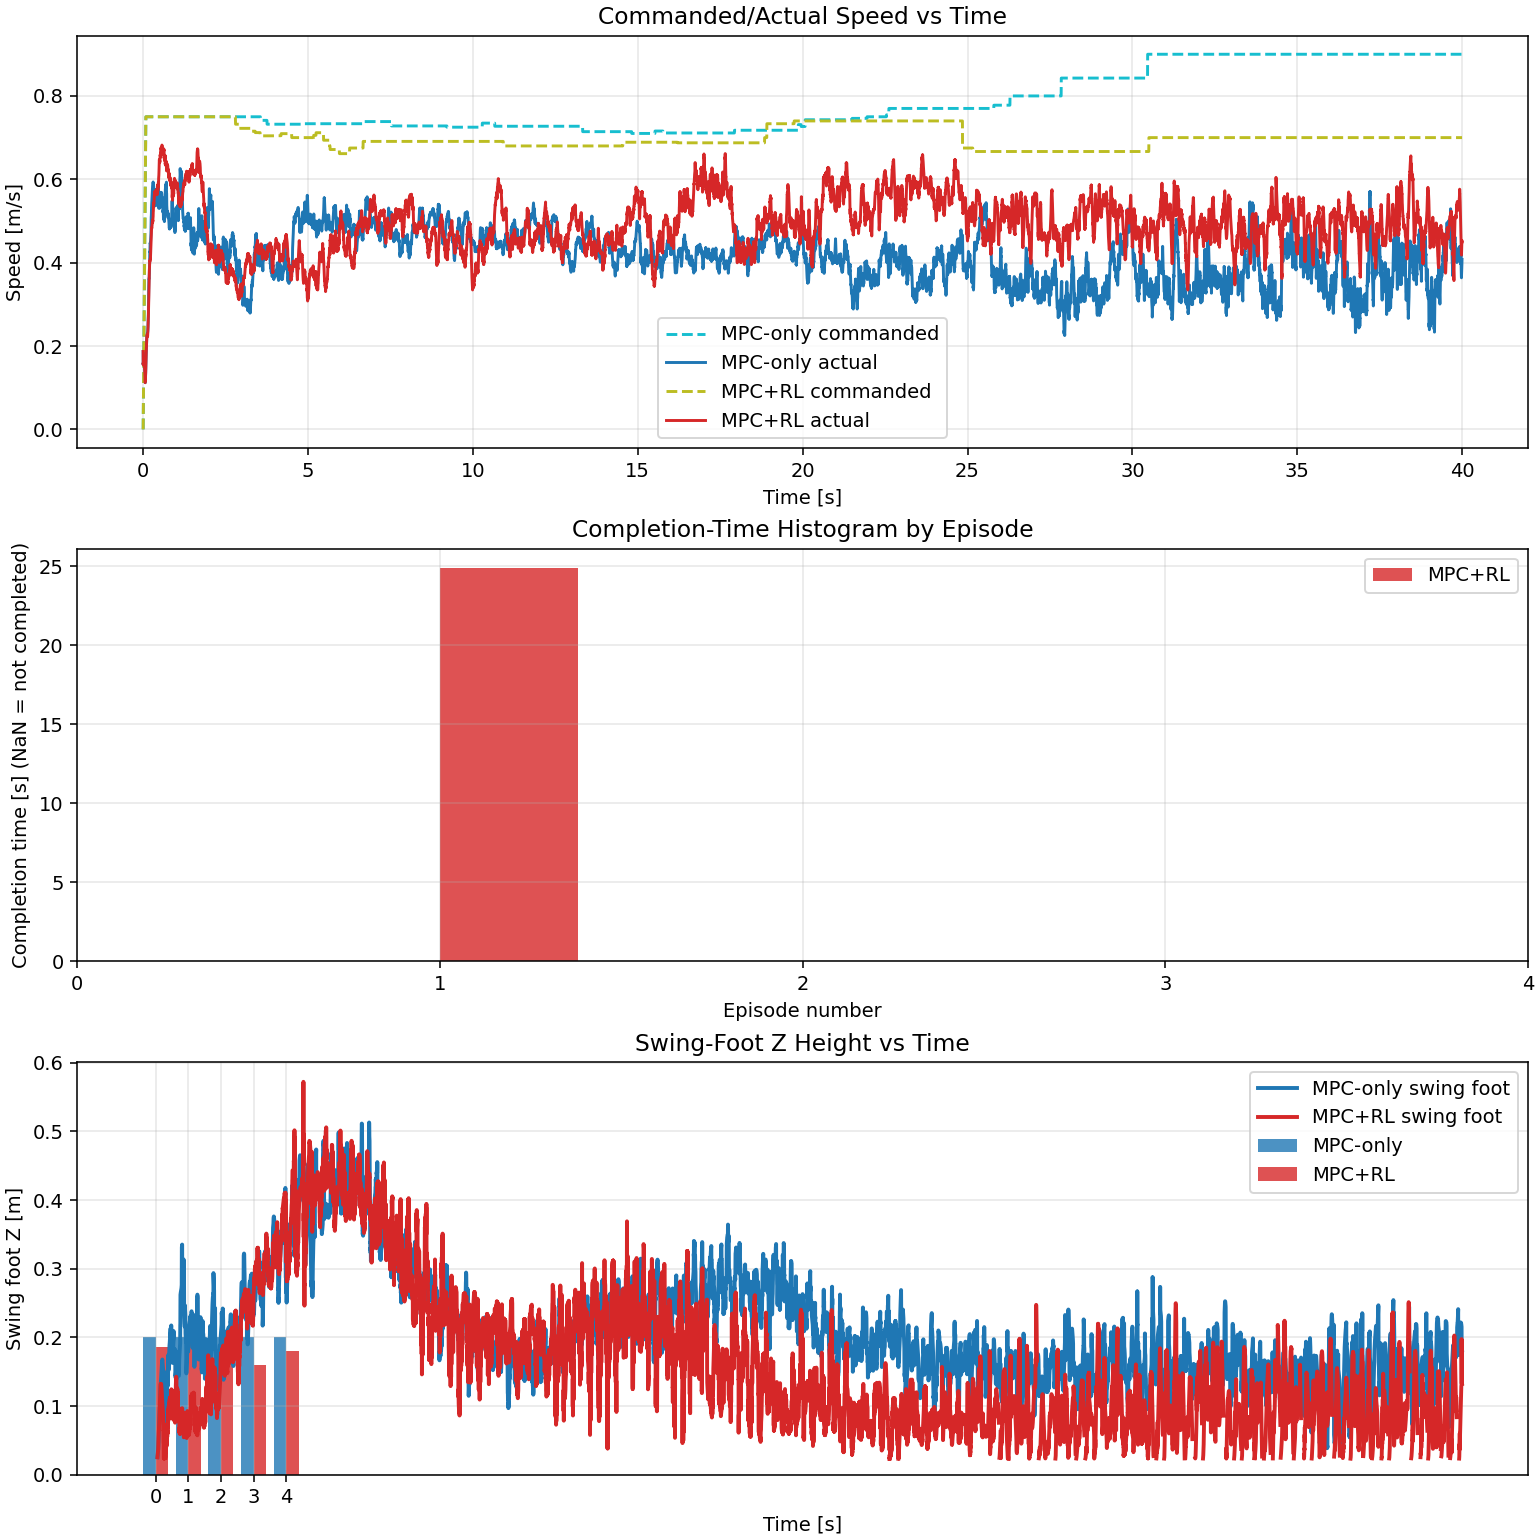 Commanded/Actual Speed vs Time
Speed [m/s]
0.8
0.6
0.4
0.2
0.0
MPC-only commanded
MPC-only actual
MPC+RL commanded
MPC+RL actual
0 5 10 15 20 25 30 35 40
Time [s]
Completion-Time Histogram by Episode
Completion time [s] (NaN = not completed)
25
20
15
10
5
0
MPC+RL
0 1 2 3 4
Episode number
Swing-Foot Z Height vs Time
Swing foot Z [m]
0.6
0.5
0.4
0.3
0.2
0.1
0.0
MPC-only swing foot
MPC+RL swing foot
MPC-only
MPC+RL
0 1 2 3 4
Time [s]